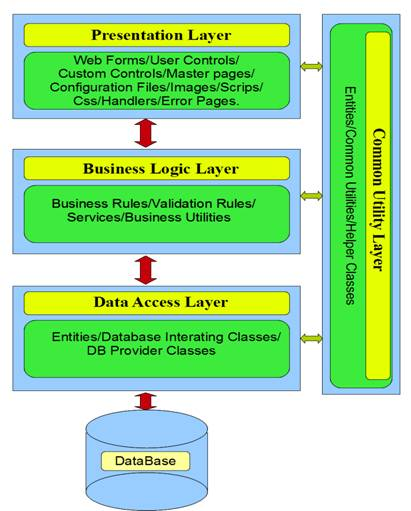 Presentation Layer
Web Forms/User Controls/
Custom Controls/Master pages/
Configuration Files/Images/Scrips/
Css/Handlers/Error Pages.
Business Logic Layer
Business Rules/Validation Rules/
Services/Business Utilities
Data Access Layer
Entities/Database Interating Classes/
DB Provider Classes
DataBase
Common Utility Layer
Entities/Common Utilities/Helper Classes